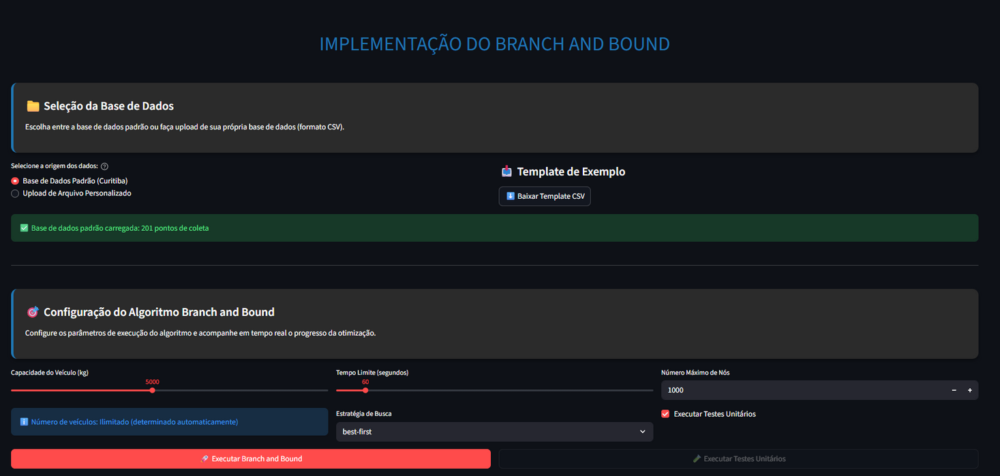 IMPLEMENTAÇÃO DO BRANCH AND BOUND
Seleção da Base de Dados
Escolha entre a base de dados padrão ou faça upload de sua própria base de dados (formato CSV).
Selecione a origem dos dados:
Base de Dados Padrão (Curitiba)
Upload de Arquivo Personalizado
Template de Exemplo
Baixar Template CSV
Base de dados padrão carregada: 201 pontos de coleta
Configuração do Algoritmo Branch and Bound
Configure os parâmetros de execução do algoritmo e acompanhe em tempo real o progresso da otimização.
Capacidade do Veículo (kg)
5000
Número de veículos: Ilimitado (determinado automaticamente)
Tempo Limite (segundos)
60
Estratégia de Busca
best-first
Número Máximo de Nós
1000
Executar Testes Unitários
Executar Branch and Bound
Executar Testes Unitários